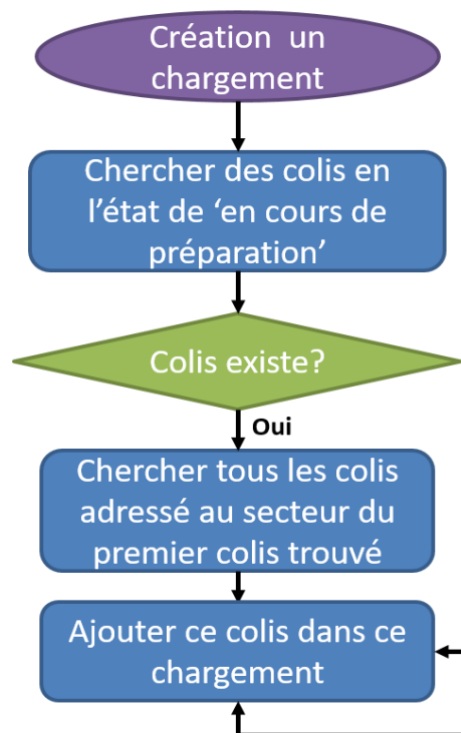 Création un
chargement
Chercher des colis en
l’état de ‘en cours de
préparation’
Colis existe?
Oui
Chercher tous les colis
adressé au secteur du
premier colis trouvé
Ajouter ce colis dans ce
chargement